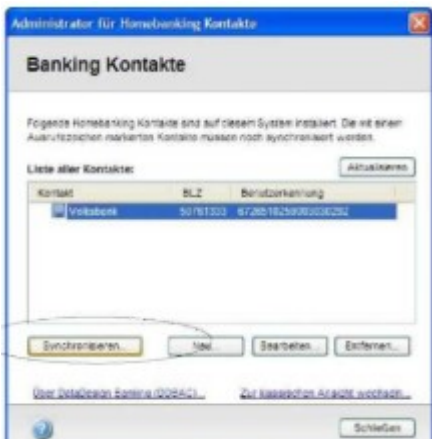 Administrator für Homebanking Kontakte
Banking Kontakte
Folgende Homebanking Kontakte sind auf diesem System installiert. Die mit einem
Ausrufezeichen markierten Kontakte müssen noch synchronisiert werden.
Liste aller Kontakte:
Aktualisieren
Kontakt BLZ Benutzerkennung
Volksbank
Synchronisieren... Neu... Bearbeiten... Entfernen...
Über DataDesign Banking (DDBAC)... Zur klassischen Ansicht wechseln...
Schließen